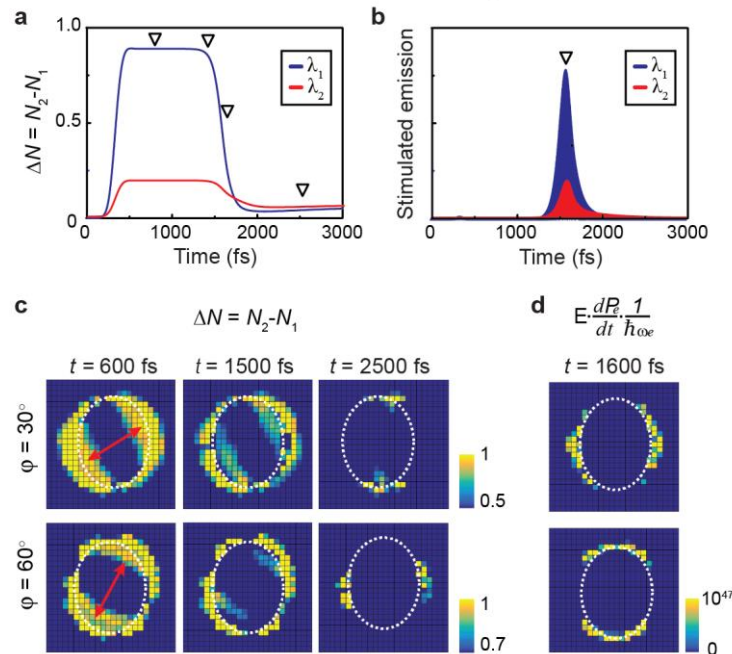 a
1.0
0.5
0
ΔN = N₂-N₁
λ₁
λ₂
0 1000 2000 3000
Time (fs)
b
Stimulated emission
λ₁
λ₂
0 1000 2000 3000
Time (fs)
c
ΔN = N₂-N₁
t = 600 fs t = 1500 fs t = 2500 fs
φ = 30°
1
0.5
φ = 60°
1
0.7
d
E·dPₑ/dt·1/ħωₑ
t = 1600 fs
10⁴⁷
0